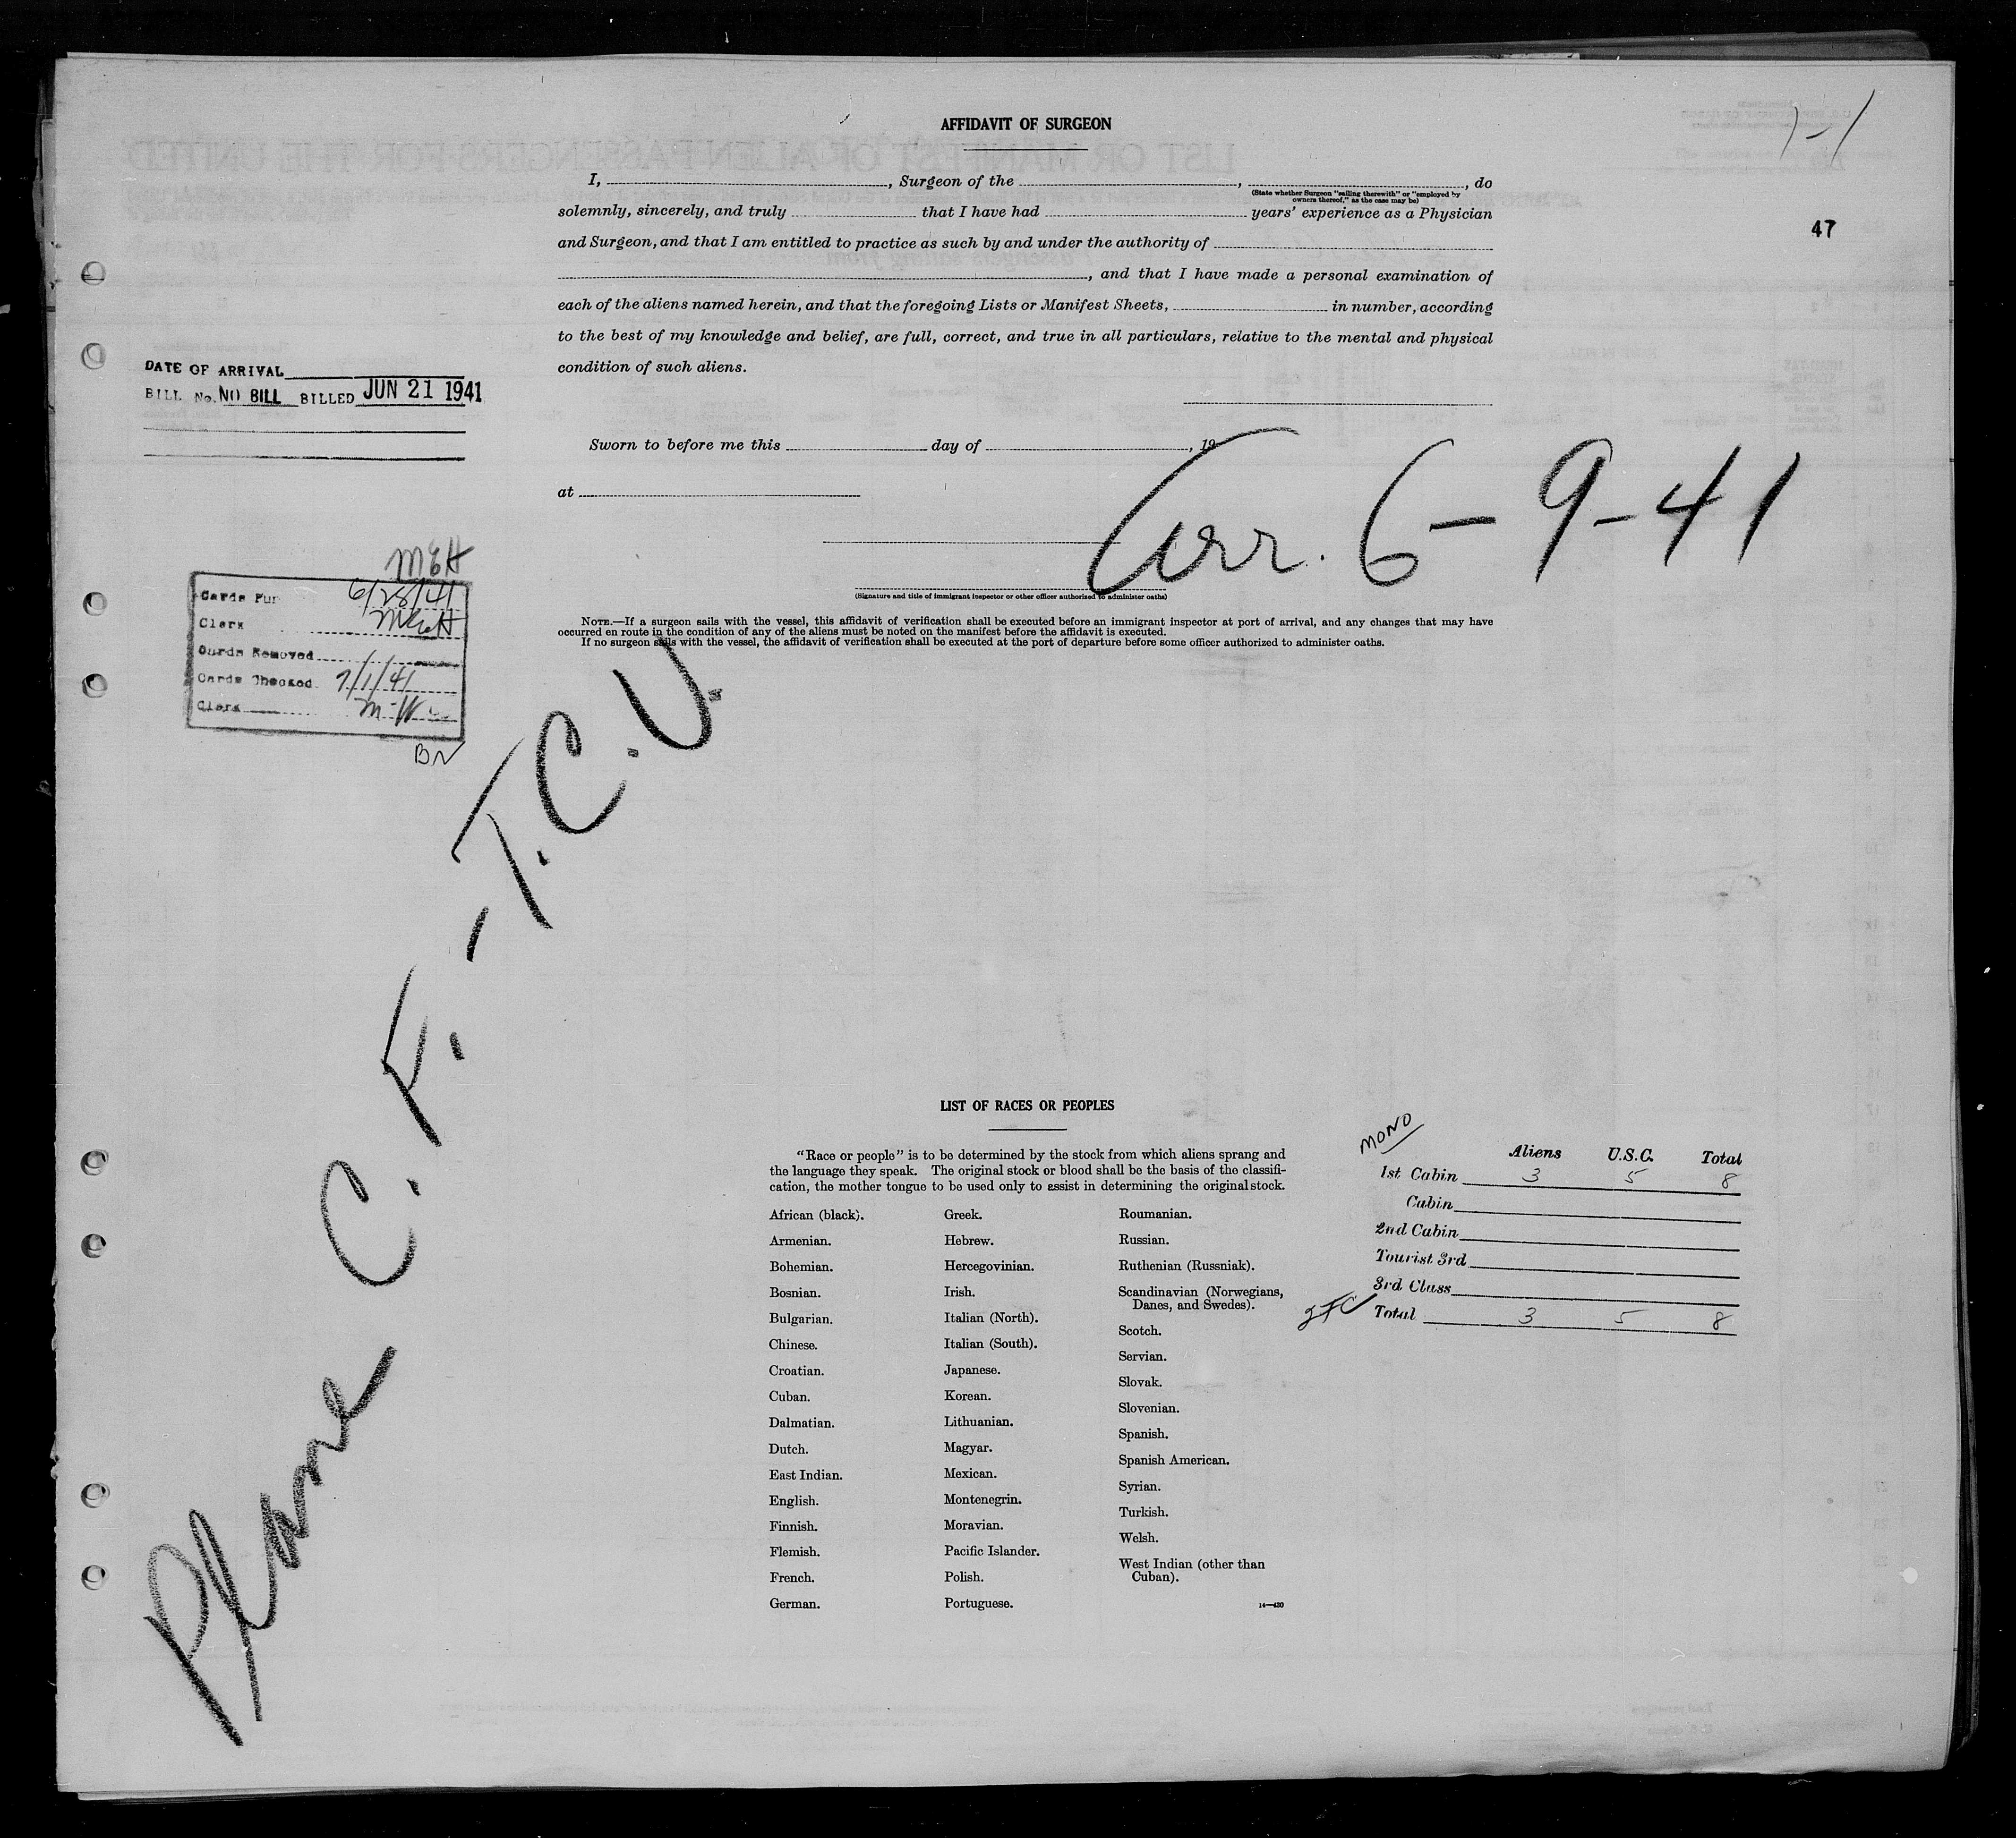 AFFIDAVIT OF SURGEON
1-1
I, , Surgeon of the , , do
(State whether Surgeon "sailing therewith" or "employed by
owners thereof," as the case may be)
solemnly, sincerely, and truly that I have had years' experience as a Physician
47
and Surgeon, and that I am entitled to practice as such by and under the authority of
, and that I have made a personal examination of
each of the aliens named herein, and that the foregoing Lists or Manifest Sheets, in number, according
to the best of my knowledge and belief, are full, correct, and true in all particulars, relative to the mental and physical
condition of such aliens.
DATE OF ARRIVAL
BILL No. NO BILL BILLED JUN 21 1941
Sworn to before me this day of , 19
at
Arr. 6-9-41
(Signature and title of immigrant inspector or other officer authorized to administer oaths)
NOTE.—If a surgeon sails with the vessel, this affidavit of verification shall be executed before an immigrant inspector at port of arrival, and any changes that may have
occurred en route in the condition of any of the aliens must be noted on the manifest before the affidavit is executed.
If no surgeon sails with the vessel, the affidavit of verification shall be executed at the port of departure before some officer authorized to administer oaths.
MEH
Cards Pur 6/28/41
Clerk MEH
Cards Removed
Cards Checked 7/1/41
Clerk
BN
Plane C. F. - T. C. U.
LIST OF RACES OR PEOPLES
"Race or people" is to be determined by the stock from which aliens sprang and
the language they speak. The original stock or blood shall be the basis of the classifi-
cation, the mother tongue to be used only to assist in determining the original stock.
African (black).
Armenian.
Bohemian.
Bosnian.
Bulgarian.
Chinese.
Croatian.
Cuban.
Dalmatian.
Dutch.
East Indian.
English.
Finnish.
Flemish.
French.
German.
Greek.
Hebrew.
Hercegovinian.
Irish.
Italian (North).
Italian (South).
Japanese.
Korean.
Lithuanian.
Magyar.
Mexican.
Montenegrin.
Moravian.
Pacific Islander.
Polish.
Portuguese.
Roumanian.
Russian.
Ruthenian (Russniak).
Scandinavian (Norwegians,
Danes, and Swedes).
Scotch.
Servian.
Slovak.
Slovenian.
Spanish.
Spanish American.
Syrian.
Turkish.
Welsh.
West Indian (other than
Cuban).
14—430
MONO
Aliens U.S.C. Total
1st Cabin 3 5 8
Cabin
2nd Cabin
Tourist 3rd
3rd Class
Total 3 5 8